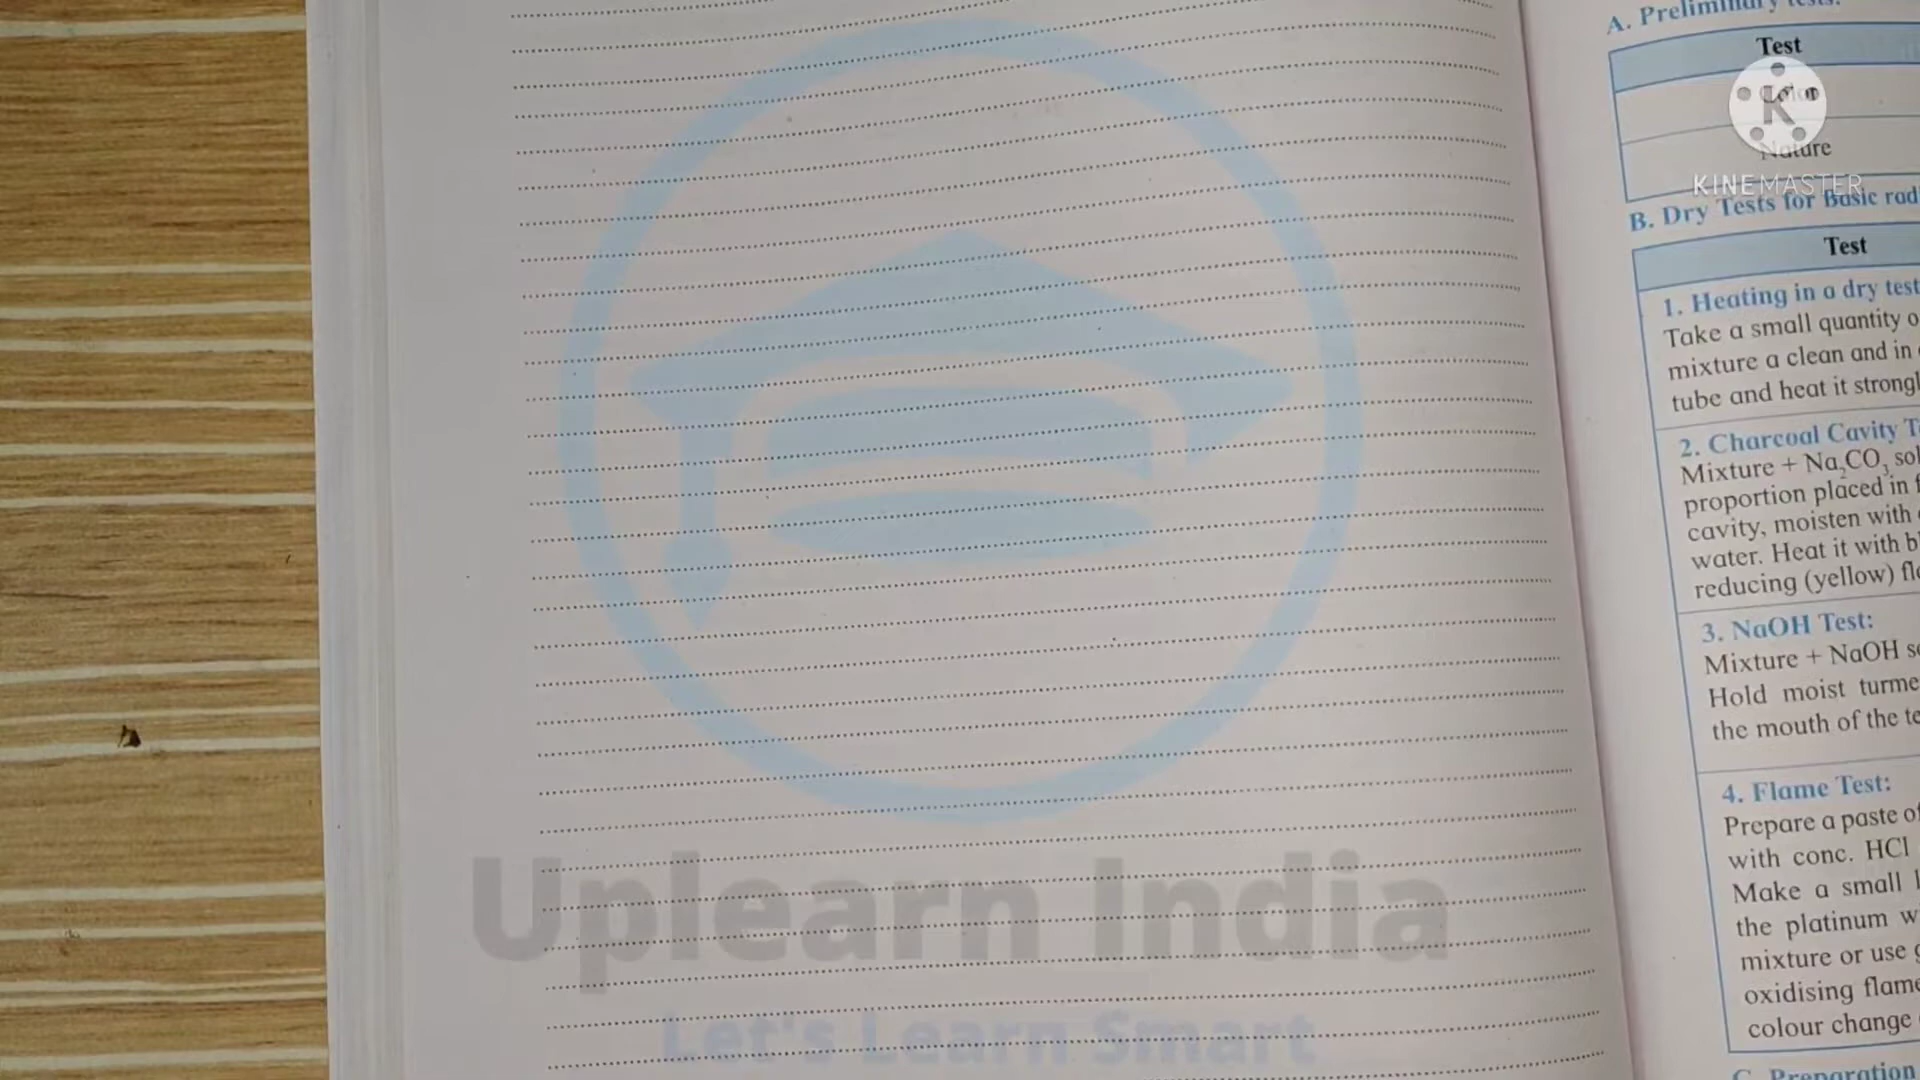 A. Preliminary tests:
Test
Color
Nature
KINEMASTER
B. Dry Tests for Basic rad
Test
1. Heating in a dry test
Take a small quantity o
mixture a clean and in
tube and heat it strongl
2. Charcoal Cavity T
Mixture + Na₂CO₃ sol
proportion placed in f
cavity, moisten with
water. Heat it with b
reducing (yellow) fl
3. NaOH Test:
Mixture + NaOH s
Hold moist turme
the mouth of the te
4. Flame Test:
Prepare a paste of
with conc. HCl
Make a small l
the platinum w
mixture or use g
oxidising flame
colour change
C. Preparation
Uplearn India
Let's Learn Smart